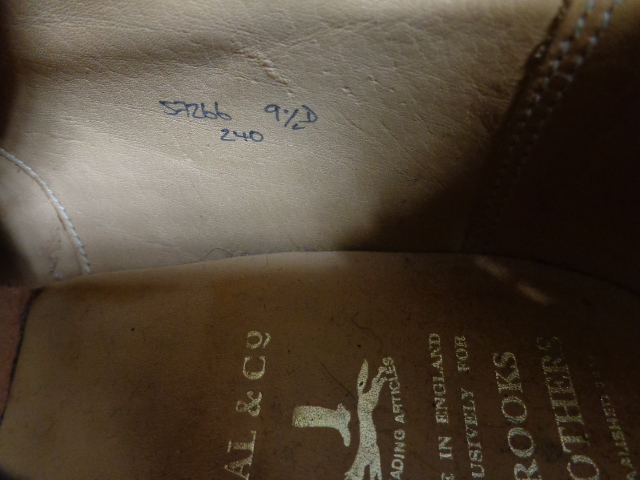 57266 9½D
240
AL & Co
ADING ARTICLES
E IN ENGLAND
USIVELY FOR
ROOKS
OTHERS